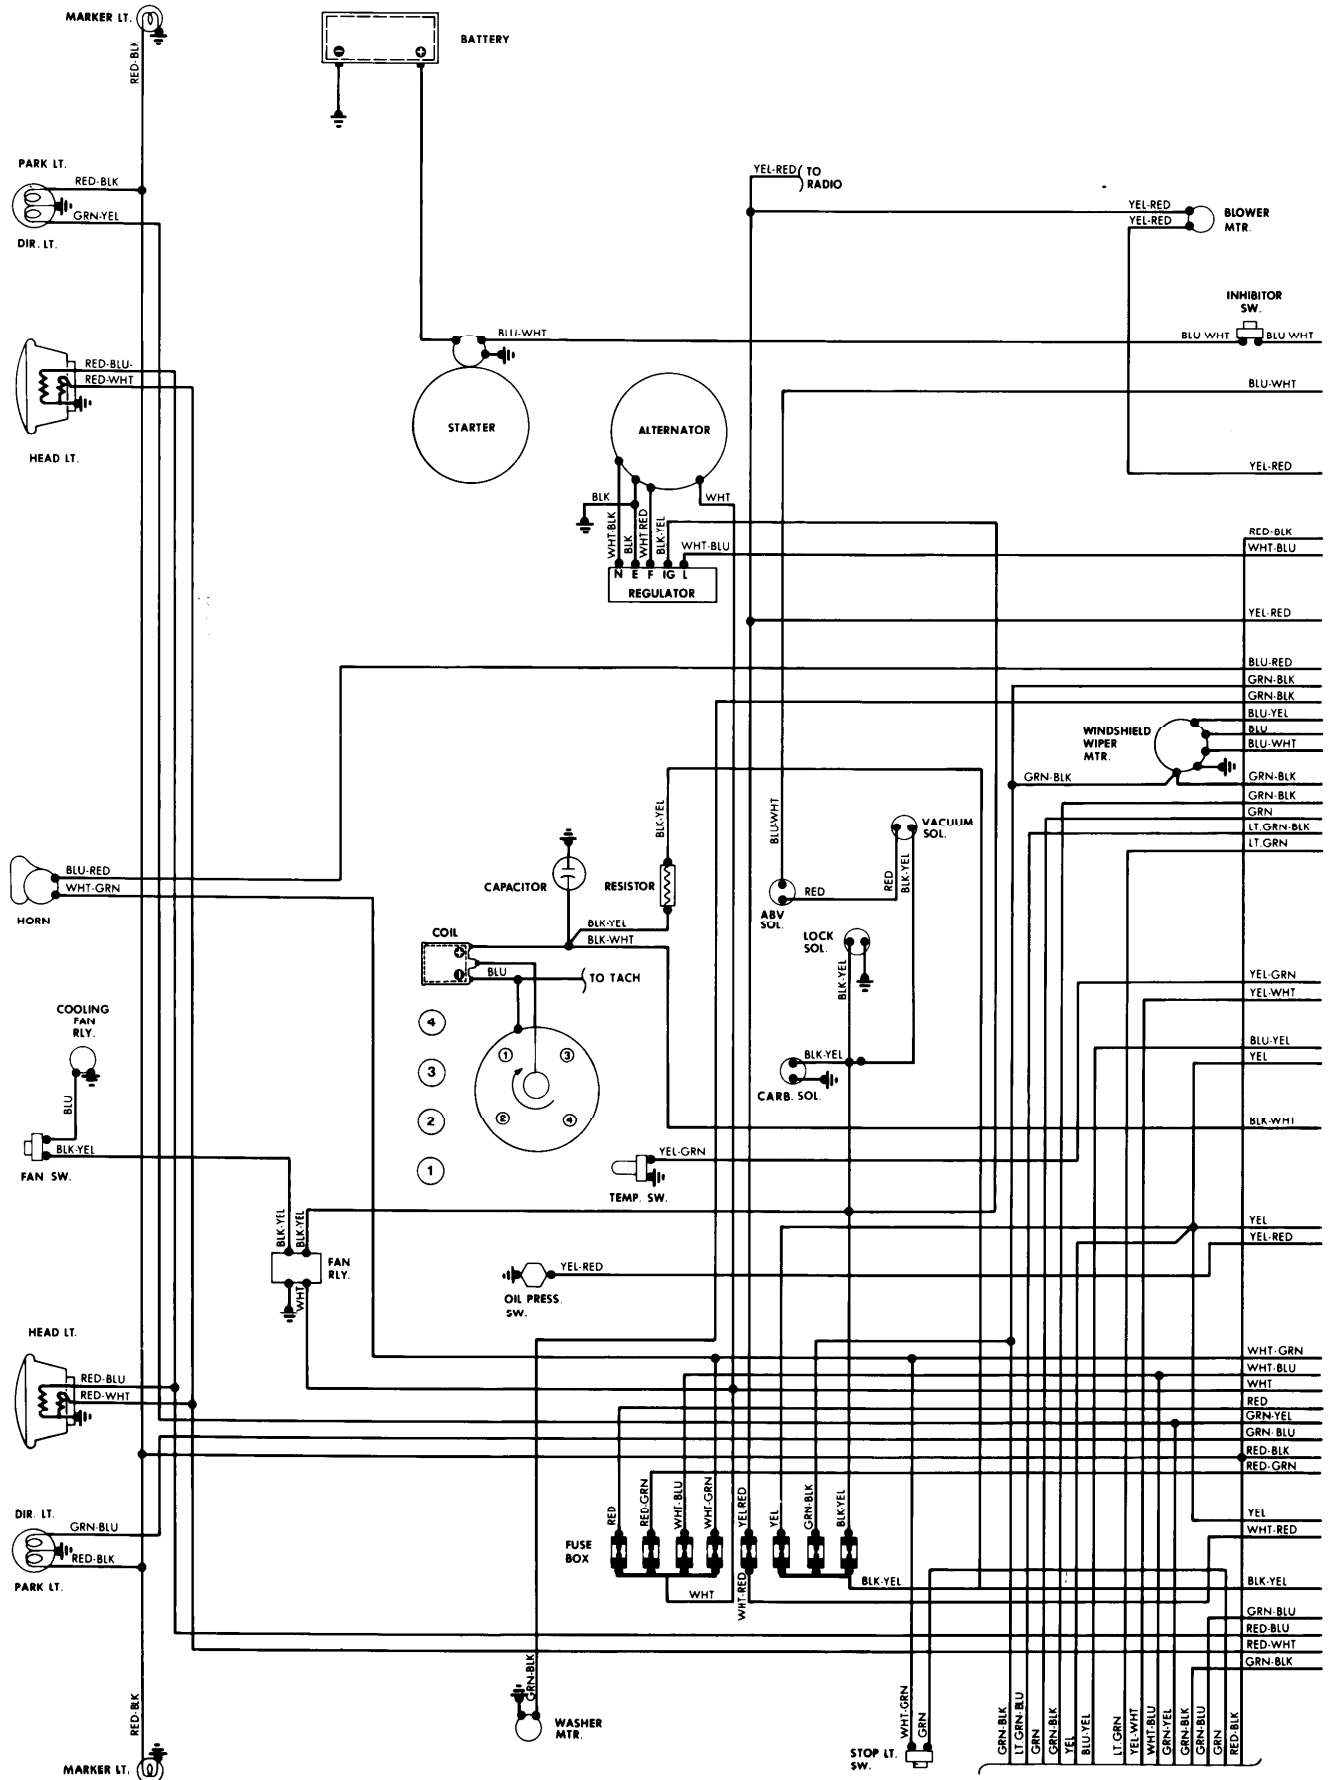 MARKER LT.
RED-BLK
BATTERY
PARK LT.
RED-BLK
GRN-YEL
DIR. LT.
YEL-RED
TO
RADIO
YEL-RED
YEL-RED
BLOWER
MTR.
INHIBITOR
SW.
BLU-WHT
BLU WHT
BLU WHT
RED-BLU-
RED-WHT
HEAD LT.
STARTER
ALTERNATOR
BLU-WHT
YEL-RED
BLK
WHT
WHT-BLK
BLK
WHT RED
BLK-YEL
WHT-BLU
N E F IG L
REGULATOR
RED-BLK
WHT-BLU
YEL-RED
BLU-RED
GRN-BLK
GRN-BLK
BLU-YEL
BLU
BLU-WHT
WINDSHIELD
WIPER
MTR.
GRN-BLK
GRN-BLK
GRN-BLK
GRN
LT.GRN-BLK
LT.GRN
BLK-YEL
BLU-WHT
VACUUM
SOL.
RED
BLK-YEL
CAPACITOR
RESISTOR
RED
ABV
SOL.
BLU-RED
WHT-GRN
HORN
BLK-YEL
BLK-WHT
COIL
BLU
TO TACH
LOCK
SOL.
BLK-YEL
YEL-GRN
YEL-WHT
COOLING
FAN
RLY.
4
3
2
1
1
3
2
4
BLK-YEL
CARB. SOL.
BLU-YEL
YEL
BLU
BLK-YEL
FAN SW.
BLK-WHT
YEL-GRN
TEMP. SW.
BLK-YEL
BLK-YEL
FAN
RLY.
WHT
YEL-RED
OIL PRESS.
SW.
YEL
YEL-RED
HEAD LT.
RED-BLU
RED-WHT
WHT-GRN
WHT-BLU
WHT
RED
GRN-YEL
GRN-BLU
RED-BLK
RED-GRN
DIR. LT.
GRN-BLU
RED-BLK
PARK LT.
RED
RED-GRN
WHT-BLU
WHT-GRN
YEL-RED
YEL
GRN-BLK
BLK-YEL
FUSE
BOX
WHT
WHT-RED
BLK-YEL
YEL
WHT-RED
BLK-YEL
GRN-BLU
RED-BLU
RED-WHT
GRN-BLK
RED-BLK
MARKER LT.
GRN-BLK
WASHER
MTR.
WHT-GRN
GRN
STOP LT.
SW.
GRN-BLK
LT.GRN-BLU
GRN
GRN-BLK
YEL
BLU-YEL
LT.GRN
YEL-WHT
WHT-BLU
GRN-YEL
GRN-BLK
GRN-BLU
GRN
RED-BLK